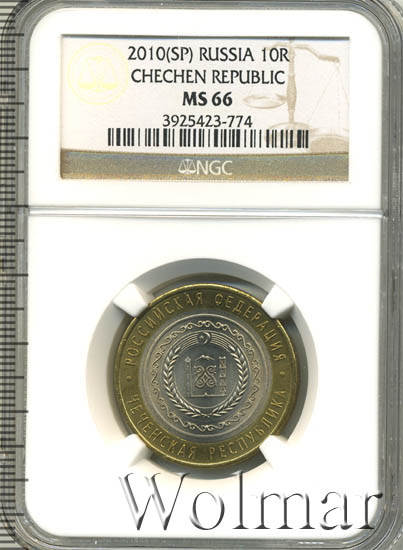 2010(SP) RUSSIA 10R
CHECHEN REPUBLIC
MS 66
3925423-774
NGC
РОССИЙСКАЯ ФЕДЕРАЦИЯ
ЧЕЧЕНСКАЯ РЕСПУБЛИКА
Wolmar